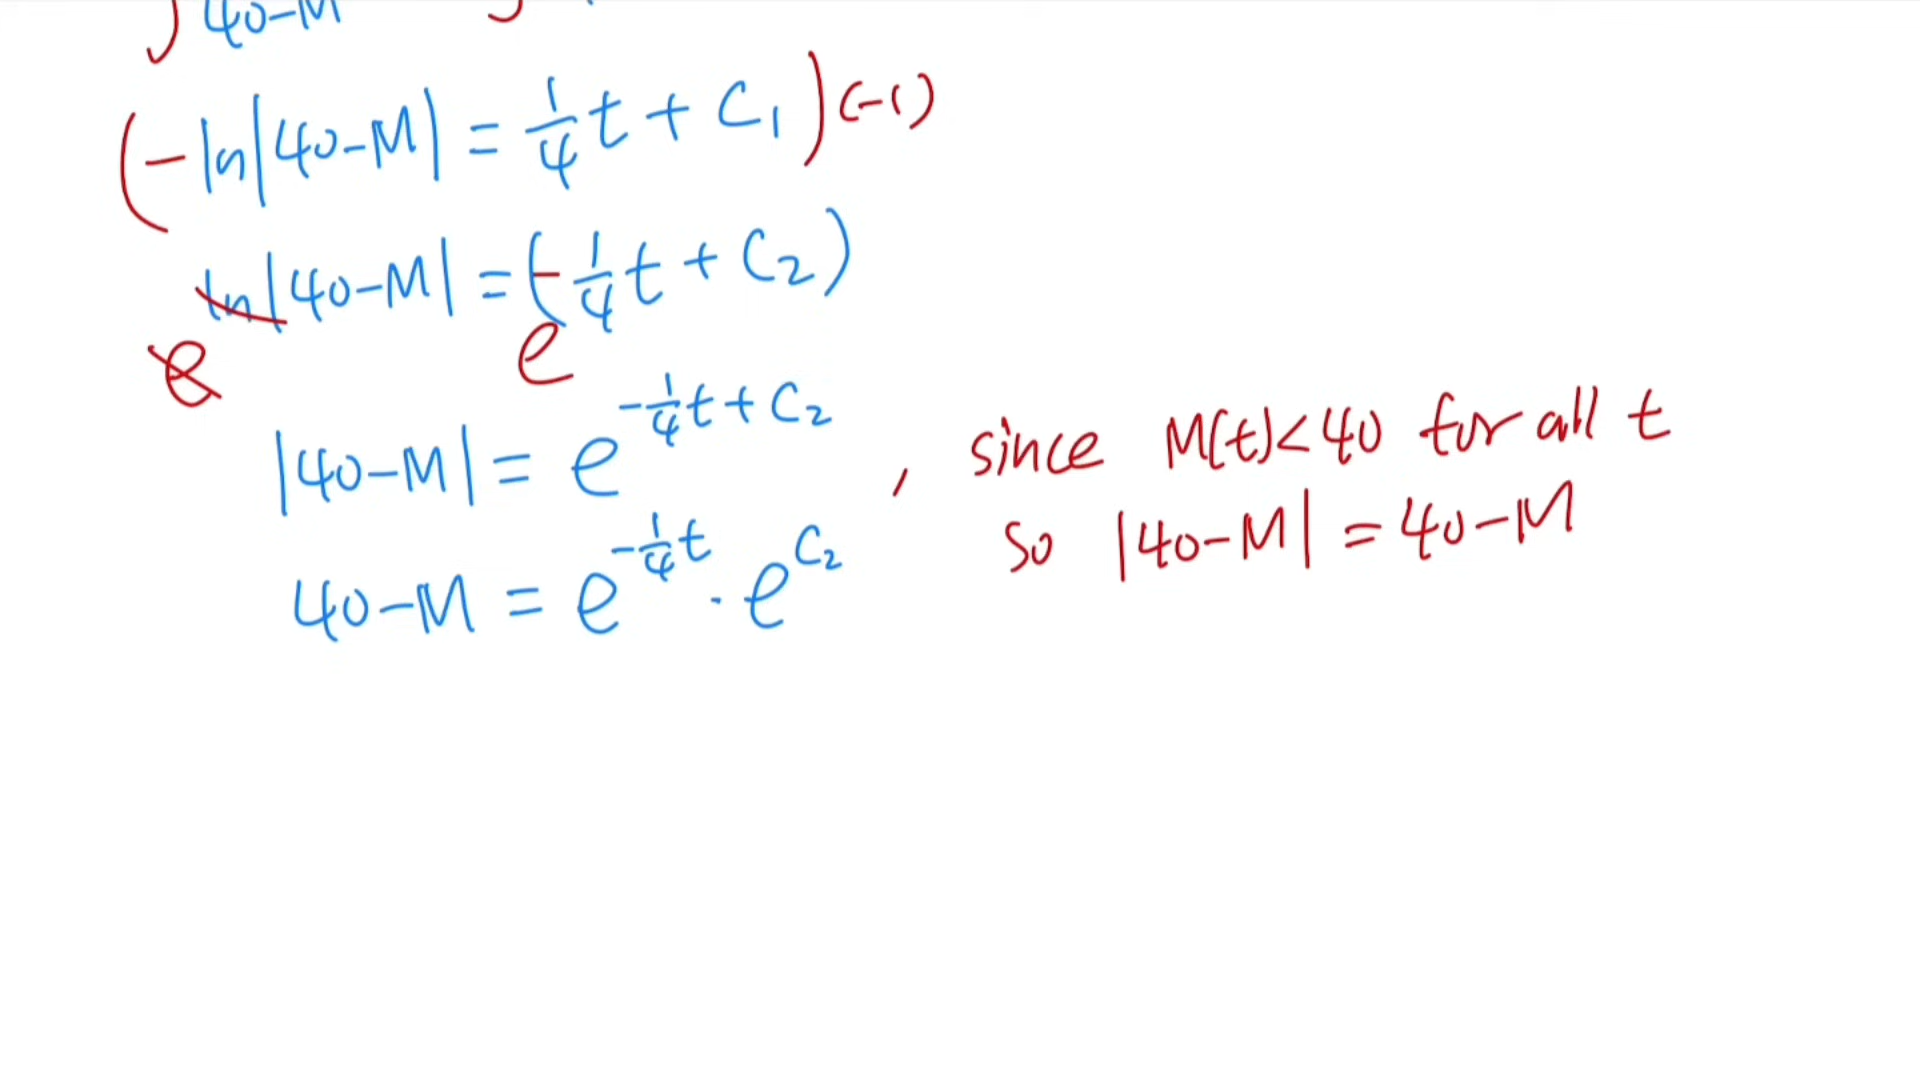 ∫ 40-M ∫
(-ln|40-M| = 1/4 t + C₁)(-1)
ln|40-M| = (-1/4 t + C₂)
e e
|40-M| = e^(-1/4 t + C₂) , since M(t)<40 for all t
40-M = e^(-1/4 t) · e^(C₂) so |40-M| = 40-M